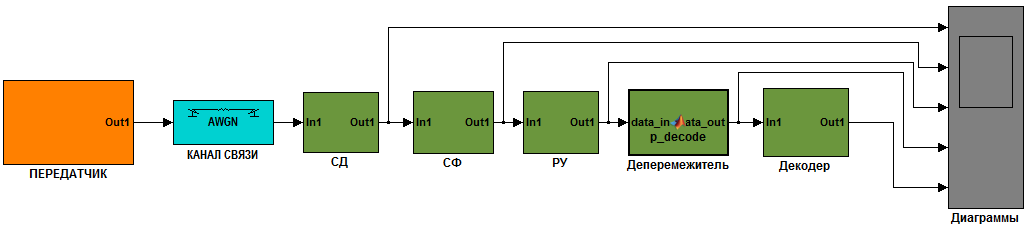 Out1
ПЕРЕДАТЧИК
AWGN
КАНАЛ СВЯЗИ
In1 Out1
СД
In1 Out1
СФ
In1 Out1
РУ
data_in ata_out
p_decode
Деперемежитель
In1 Out1
Декодер
Диаграммы